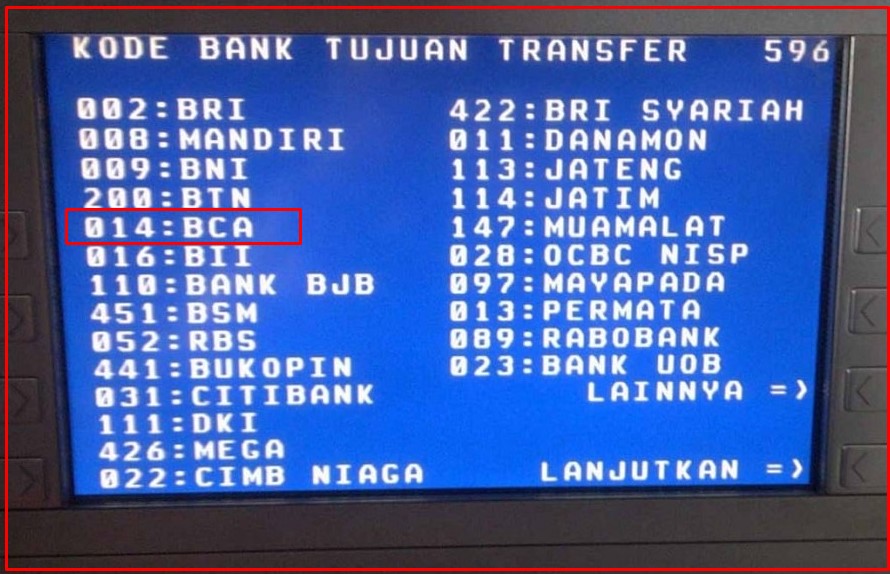 KODE BANK TUJUAN TRANSFER 596
002:BRI
008:MANDIRI
009:BNI
200:BTN
014:BCA
016:BII
110:BANK BJB
451:BSM
052:RBS
441:BUKOPIN
031:CITIBANK
111:DKI
426:MEGA
022:CIMB NIAGA
422:BRI SYARIAH
011:DANAMON
113:JATENG
114:JATIM
147:MUAMALAT
028:OCBC NISP
097:MAYAPADA
013:PERMATA
089:RABOBANK
023:BANK UOB
LAINNYA =>
LANJUTKAN =>